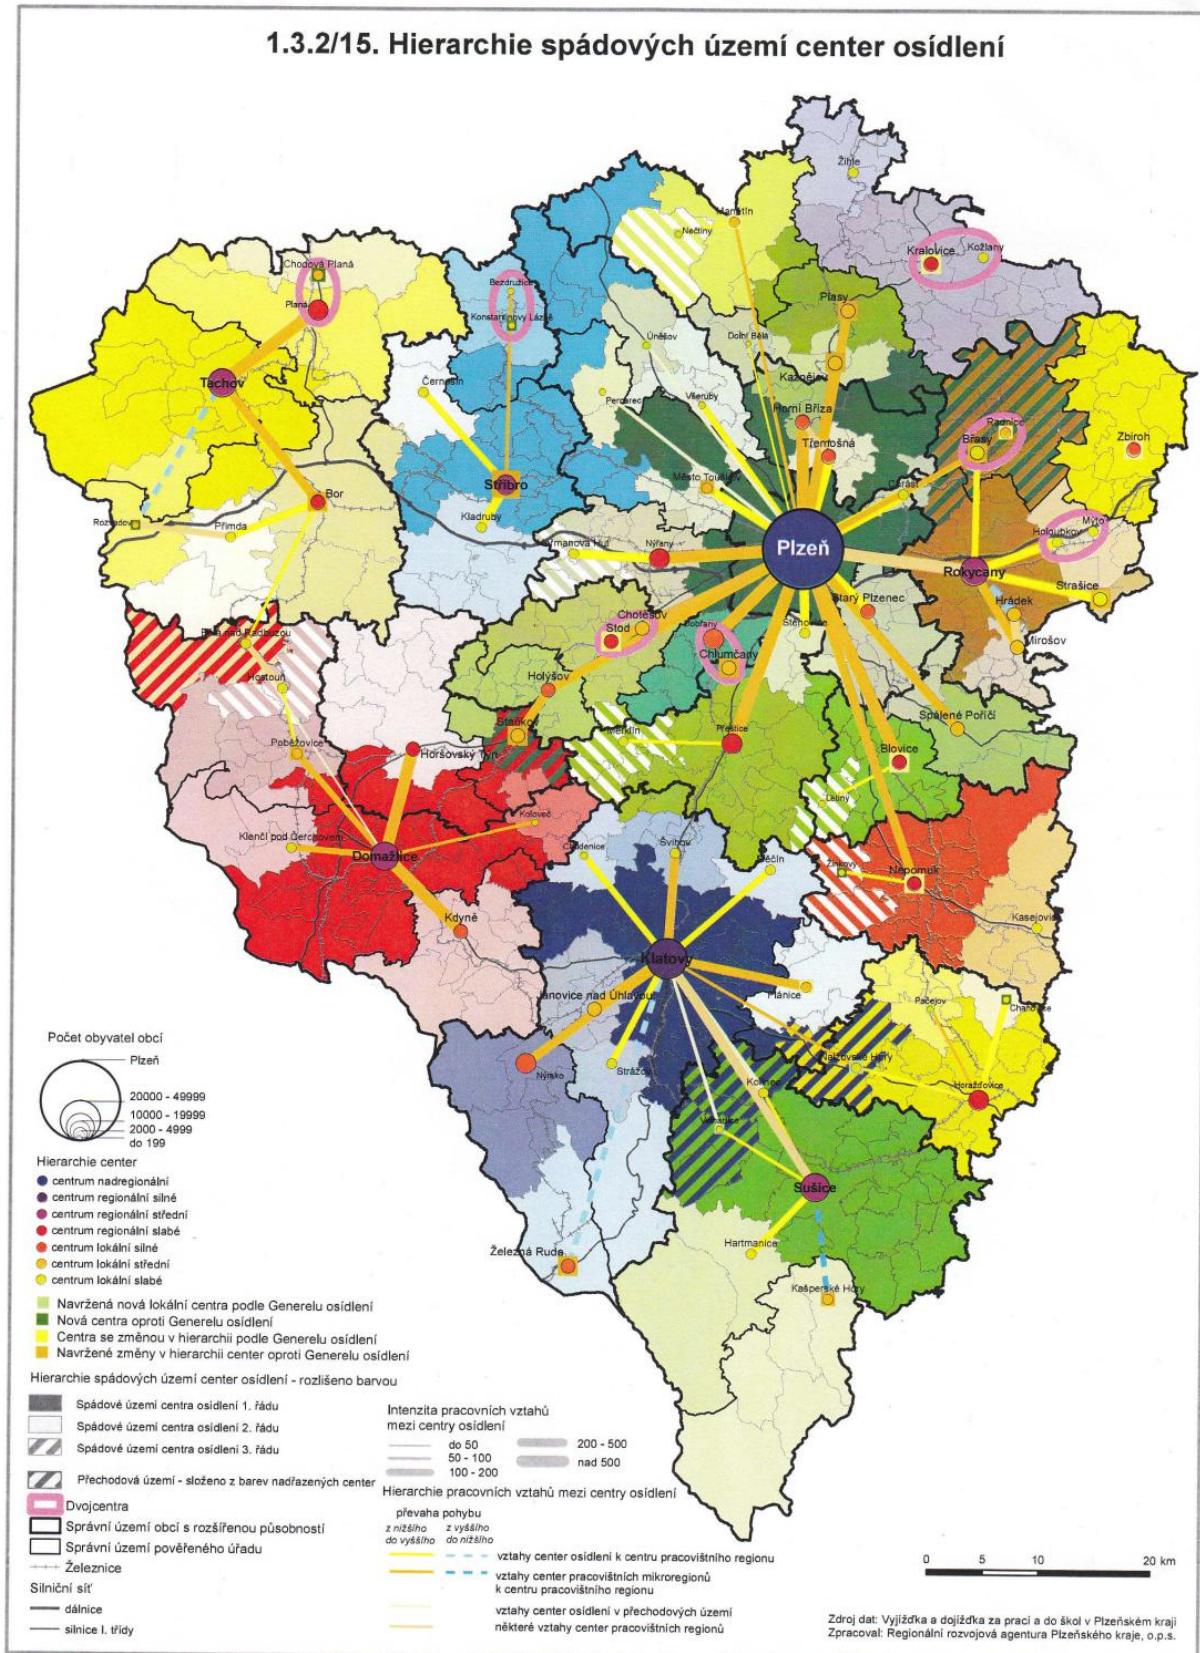 1.3.2/15. Hierarchie spádových území center osídlení
Žihle
Manětín
Nečtiny
Kralovice
Kožlany
Chodová Planá
Planá
Bezdružice
Konstantinovy Lázně
Plasy
Úněšov
Dolní Bělá
Kaznějov
Tachov
Černošín
Pernarec
Všeruby
Horní Bříza
Třemošná
Radnice
Břasy
Zbiroh
Město Touškov
Stříbro
Bor
Kladruby
Rozvadov
Přimda
Plzeň
Mýto
Holoubkov
Nýřany
Rokycany
Strašice
Hrádek
Starý Plzenec
Mirošov
Chotěšov
Stod
Dobřany
Štěnovice
Chlumčany
Bělá nad Radbuzou
Hostouň
Holýšov
Spálené Poříčí
Staňkov
Merklín
Přeštice
Blovice
Poběžovice
Horšovský Týn
Letiny
Koloveč
Klenčí pod Čerchovem
Domažlice
Švihov
Měčín
Žinkovy
Nepomuk
Kdyně
Kasejovice
Klatovy
Plánice
Janovice nad Úhlavou
Pačejov
Chanovice
Nýrsko
Strážov
Nalžovské Hory
Kolinec
Horažďovice
Sušice
Hartmanice
Železná Ruda
Kašperské Hory
Počet obyvatel obcí
Plzeň
20000 - 49999
10000 - 19999
2000 - 4999
do 199
Hierarchie center
centrum nadregionální
centrum regionální silné
centrum regionální střední
centrum regionální slabé
centrum lokální silné
centrum lokální střední
centrum lokální slabé
Navržená nová lokální centra podle Generelu osídlení
Nová centra oproti Generelu osídlení
Centra se změnou v hierarchii podle Generelu osídlení
Navržené změny v hierarchii center oproti Generelu osídlení
Hierarchie spádových území center osídlení - rozlišeno barvou
Spádové území centra osídlení 1. řádu
Spádové území centra osídlení 2. řádu
Spádové území centra osídlení 3. řádu
Přechodová území - složeno z barev nadřazených center
Dvojcentra
Správní území obcí s rozšířenou působností
Správní území pověřeného úřadu
Železnice
Silniční síť
dálnice
silnice I. třídy
Intenzita pracovních vztahů
mezi centry osídlení
do 50
50 - 100
100 - 200
200 - 500
nad 500
Hierarchie pracovních vztahů mezi centry osídlení
převaha pohybu
z nižšího z vyššího
do vyššího do nižšího
vztahy center osídlení k centru pracovištního regionu
vztahy center pracovištních mikroregionů
k centru pracovištního regionu
vztahy center osídlení v přechodových území
některé vztahy center pracovištních regionů
0 5 10 20 km
Zdroj dat: Vyjížďka a dojížďka za prací a do škol v Plzeňském kraji
Zpracoval: Regionální rozvojová agentura Plzeňského kraje, o.p.s.